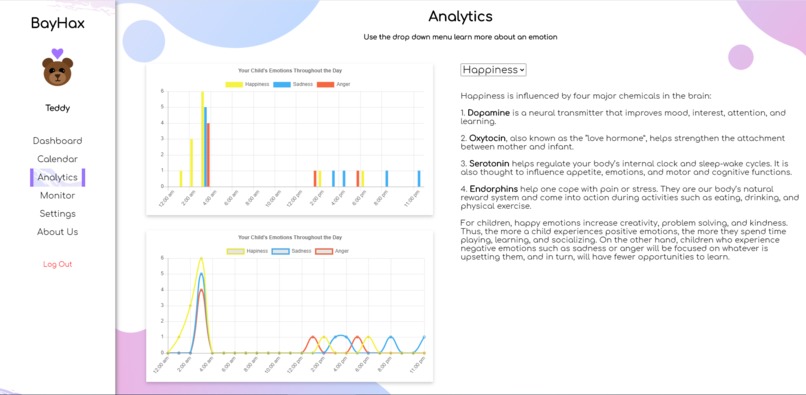 BayHax
Teddy
Dashboard
Calendar
Analytics
Monitor
Settings
About Us
Log Out
Analytics
Use the drop down menu learn more about an emotion
Your Child's Emotions Throughout the Day
Happiness Sadness Anger
6
5
4
3
2
1
0
12:00 am
2:00 am
4:00 am
6:00 am
8:00 am
10:00 am
12:00 pm
2:00 pm
4:00 pm
6:00 pm
8:00 pm
11:00 pm
Your Child's Emotions Throughout the Day
Hapiness Sadness Anger
6
5
4
3
2
1
0
12:00 am
2:00 am
4:00 am
6:00 am
8:00 am
10:00 am
12:00 pm
2:00 pm
4:00 pm
6:00 pm
8:00 pm
11:00 pm
Happiness
Happiness is influenced by four major chemicals in the brain:
1. Dopamine is a neural transmitter that improves mood, interest, attention, and
learning.
2. Oxytocin, also known as the "love hormone", helps strengthen the attachment
between mother and infant.
3. Serotonin helps regulate your body's internal clock and sleep-wake cycles. It is
also thought to influence appetite, emotions, and motor and cognitive functions.
4. Endorphins help one cope with pain or stress. They are our body's natural
reward system and come into action during activities such as eating, drinking, and
physical exercise.
For children, happy emotions increase creativity, problem solving, and kindness.
Thus, the more a child experiences positive emotions, the more they spend time
playing, learning, and socializing. On the other hand, children who experience
negative emotions such as sadness or anger will be focused on whatever is
upsetting them, and in turn, will have fewer opportunities to learn.